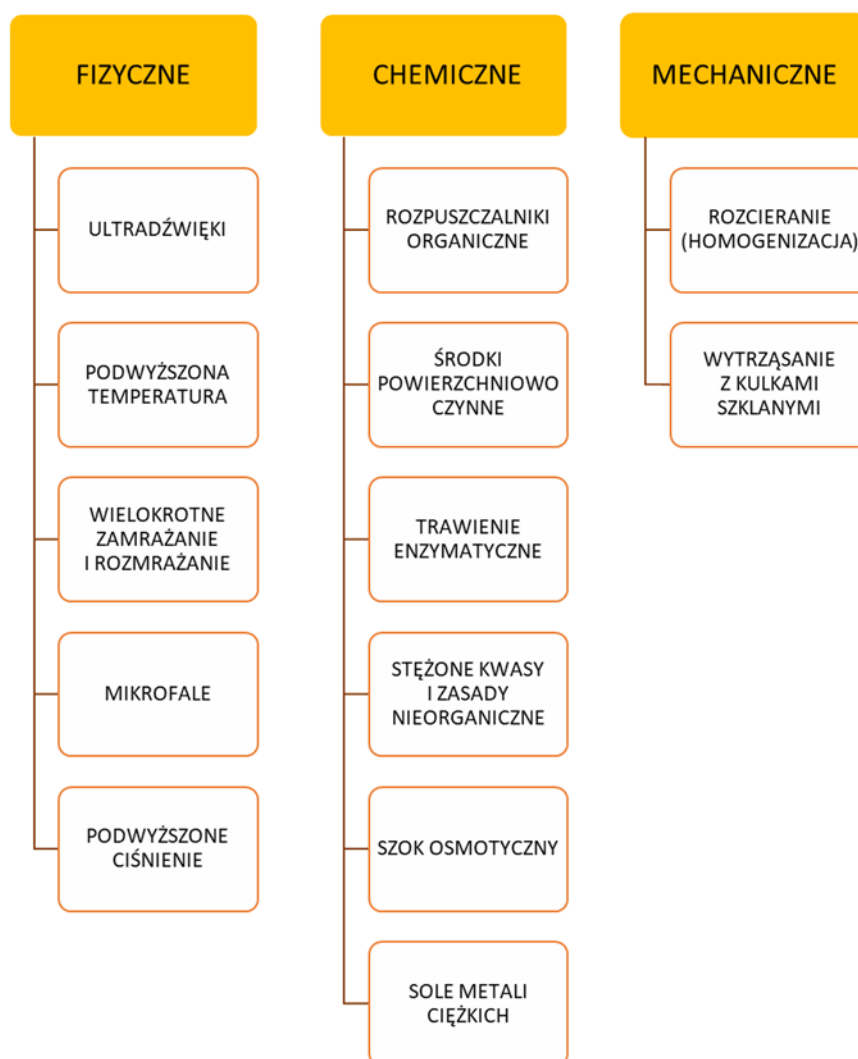 FIZYCZNE
ULTRADŹWIĘKI
PODWYŻSZONA
TEMPERATURA
WIELOKROTNE
ZAMRAŻANIE
I ROZMRAŻANIE
MIKROFALE
PODWYŻSZONE
CIŚNIENIE
CHEMICZNE
ROZPUSZCZALNIKI
ORGANICZNE
ŚRODKI
POWIERZCHNIOWO
CZYNNE
TRAWIENIE
ENZYMATYCZNE
STĘŻONE KWASY
I ZASADY
NIEORGANICZNE
SZOK OSMOTYCZNY
SOLE METALI
CIĘŻKICH
MECHANICZNE
ROZCIERANIE
(HOMOGENIZACJA)
WYTRZĄSANIE
Z KULKAMI
SZKLANYMI